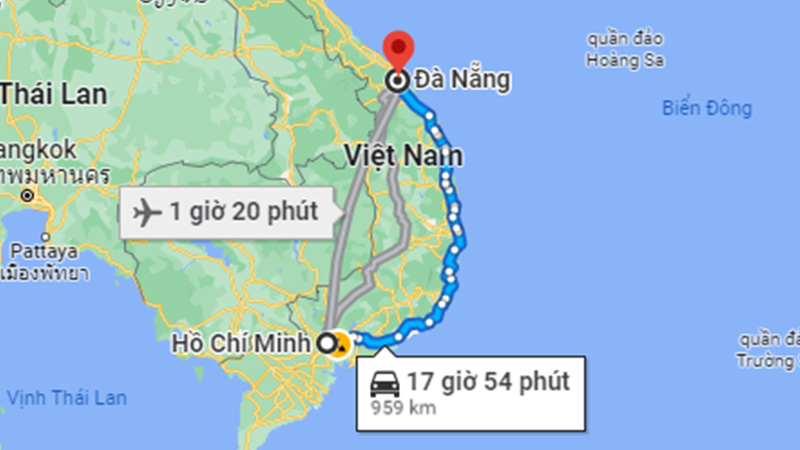 quần đảo
Hoàng Sa
Đà Nẵng
Thái Lan
Biển Đông
angkok
Việt Nam
เทพมหานคร
1 giờ 20 phút
Pattaya
เมืองพัทยา
Hồ Chí Minh
17 giờ 54 phút
959 km
quần đả
Trường
Vịnh Thái Lan